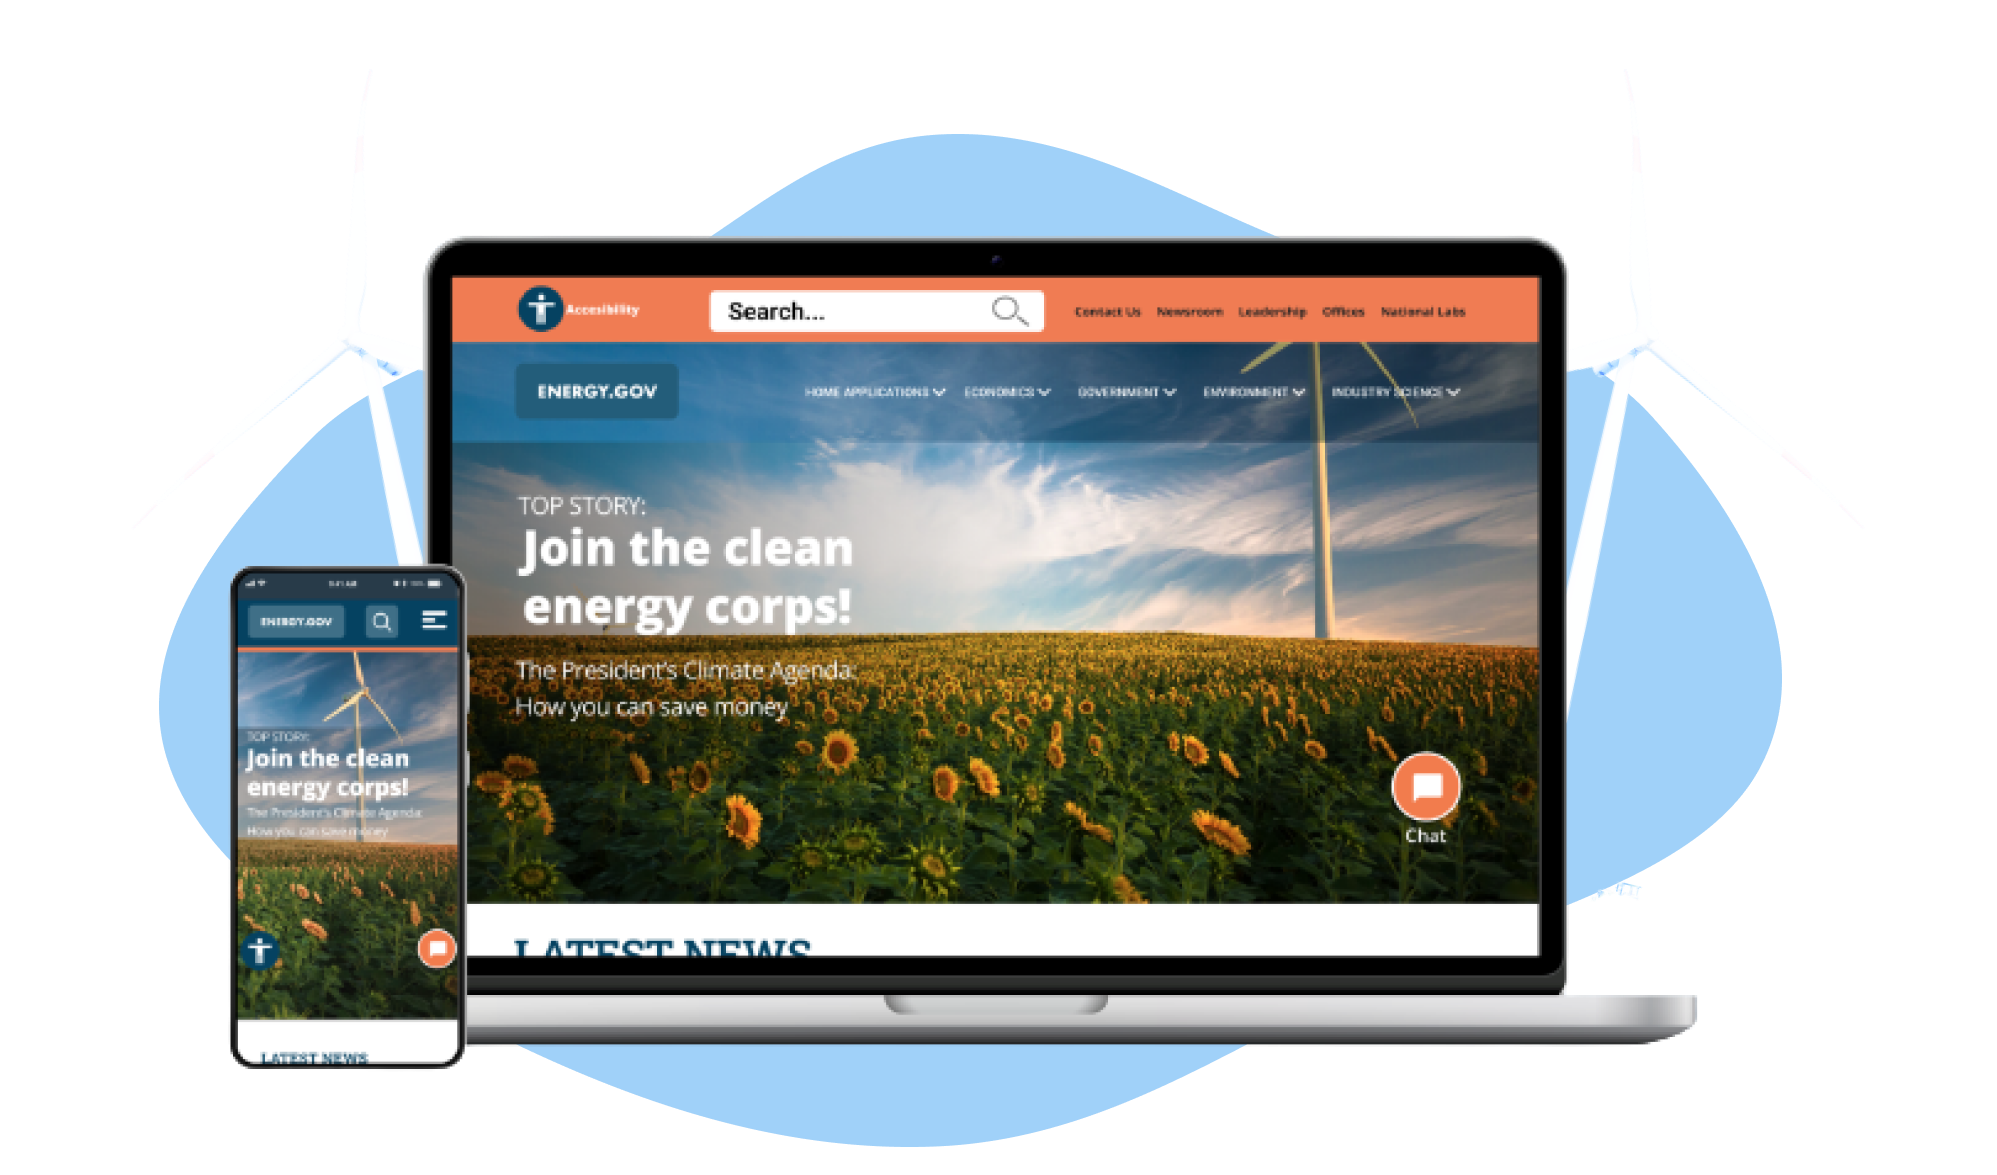 Accesibility
Search...
Contact Us Newsroom Leadership Offices National Labs
ENERGY.GOV
HOME APPLICATIONS ECONOMICS GOVERNMENT ENVIRONMENT INDUSTRY SCIENCE
TOP STORY:
Join the clean
energy corps!
The President's Climate Agenda:
How you can save money
Chat
LATEST NEWS
9:41 AM
ENERGY.GOV
TOP STORY:
Join the clean
energy corps!
The President's Climate Agenda:
How you can save money
LATEST NEWS